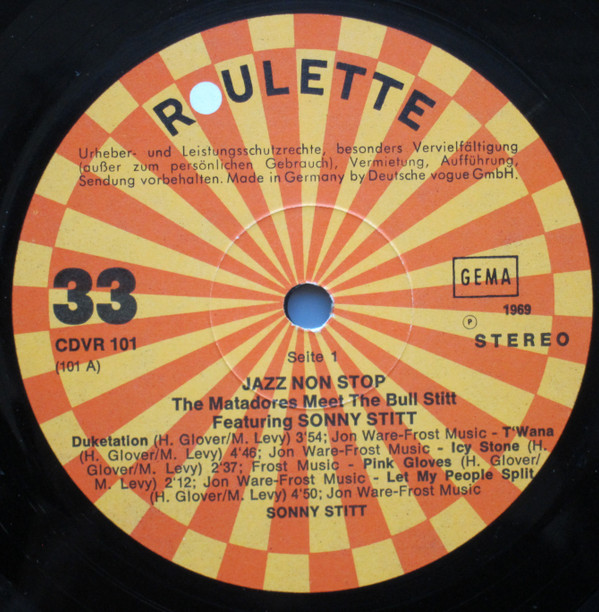 ROULETTE
Urheber- und Leistungsschutzrechte, besonders Vervielfältigung
(außer zum persönlichen Gebrauch), Vermietung, Aufführung,
Sendung vorbehalten. Made in Germany by Deutsche vogue GmbH.
33
CDVR 101
(101 A)
GEMA
1969
Ⓟ
STEREO
Seite 1
JAZZ NON STOP
The Matadores Meet The Bull Stitt
Featuring SONNY STITT
Duketation (H. Glover/M. Levy) 3'54; Jon Ware-Frost Music - T'Wana
(H. Glover/M. Levy) 4'46; Jon Ware-Frost Music - Icy Stone (H.
Glover/M. Levy) 2'37; Frost Music - Pink Gloves (H. Glover/
M. Levy) 2'12; Jon Ware-Frost Music - Let My People Split
(H. Glover/M. Levy) 4'50; Jon Ware-Frost Music
SONNY STITT